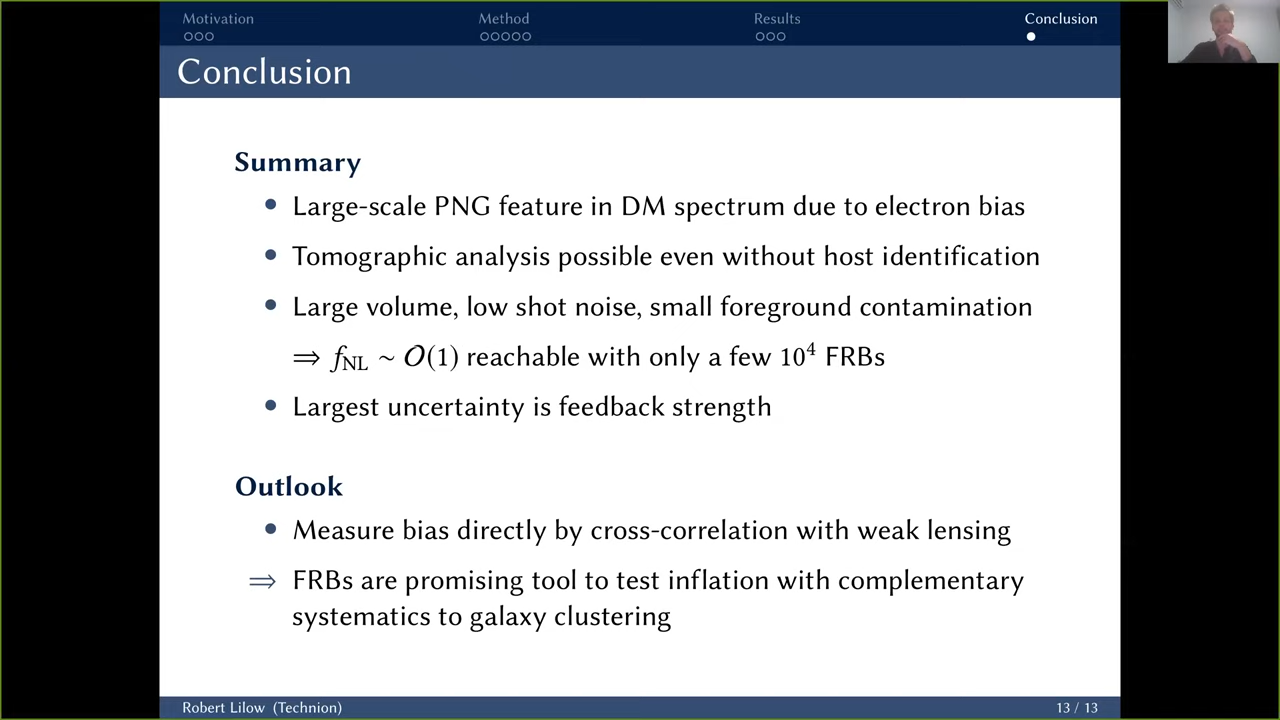 Motivation Method Results Conclusion
Conclusion
Summary
• Large-scale PNG feature in DM spectrum due to electron bias
• Tomographic analysis possible even without host identification
• Large volume, low shot noise, small foreground contamination
⇒ f_NL ~ O(1) reachable with only a few 10⁴ FRBs
• Largest uncertainty is feedback strength
Outlook
• Measure bias directly by cross-correlation with weak lensing
⇒ FRBs are promising tool to test inflation with complementary
systematics to galaxy clustering
Robert Lilow (Technion) 13 / 13